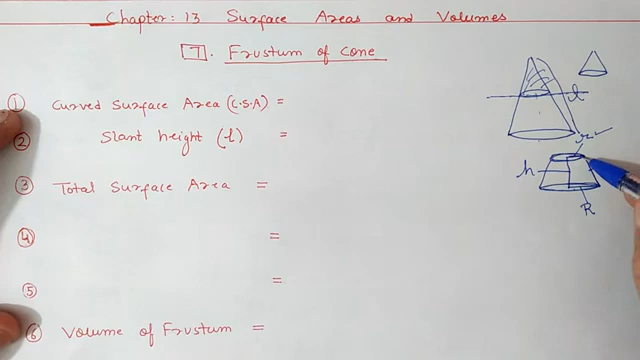 Chapter: 13 Surface Areas and Volumes
7. Frustum of Cone
① Curved Surface Area (C.S.A) =
② Slant height (l) =
③ Total Surface Area =
④ =
⑤ =
⑥ Volume of Frustum =
l
r
h
R